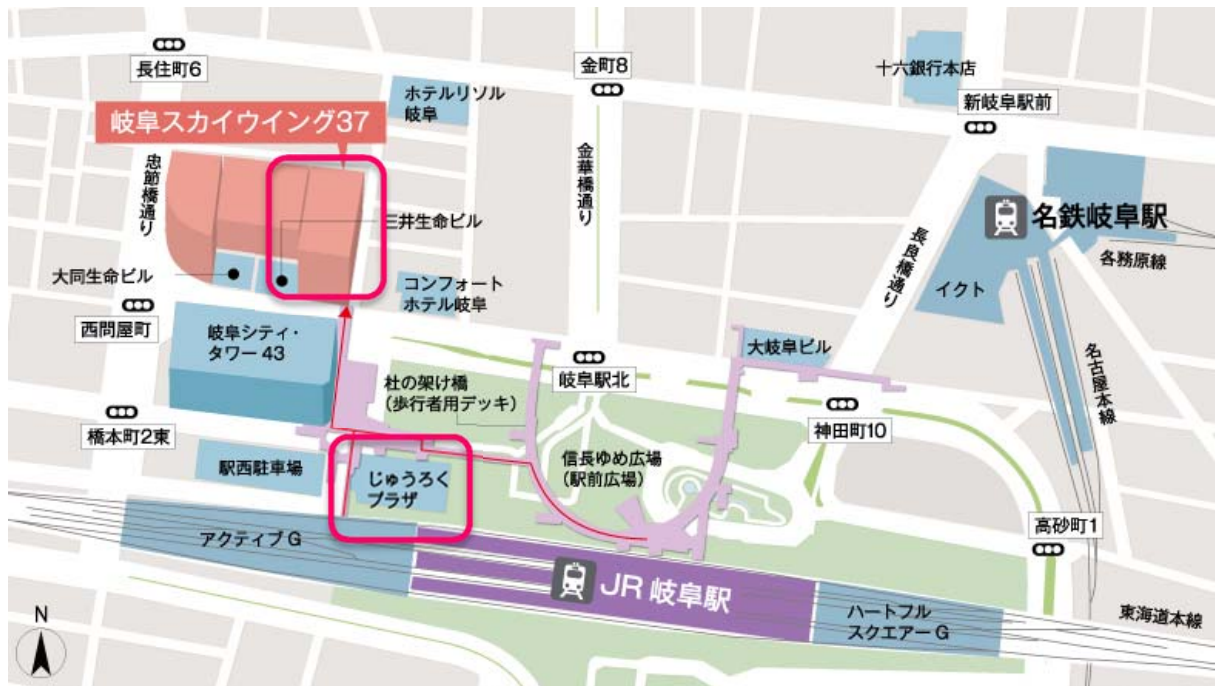 長住町6
金町8
十六銀行本店
新岐阜駅前
ホテルリソル
岐阜
岐阜スカイウイング37
忠節橋通り
金華橋通り
長良橋通り
名鉄岐阜駅
各務原線
三井生命ビル
大同生命ビル
コンフォート
ホテル岐阜
イクト
西問屋町
岐阜シティ・
タワー43
大岐阜ビル
岐阜駅北
名古屋本線
杜の架け橋
(歩行者用デッキ)
神田町10
橋本町2東
駅西駐車場
じゅうろく
プラザ
信長ゆめ広場
(駅前広場)
高砂町1
アクティブG
JR岐阜駅
ハートフル
スクエアーG
東海道本線
N